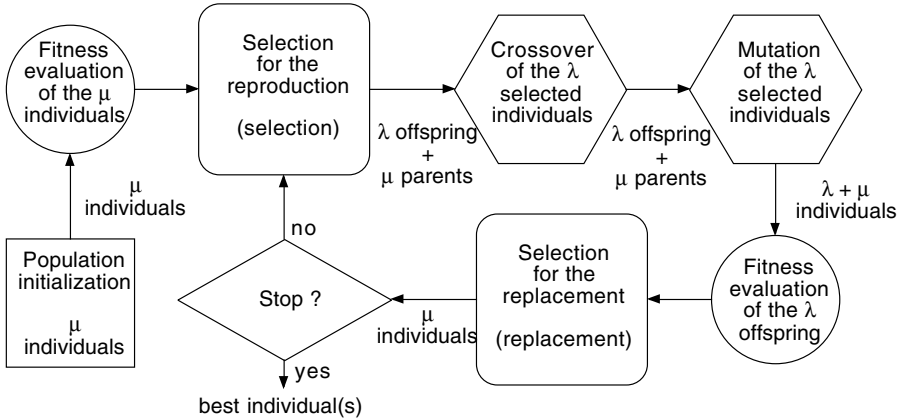 Fitness
evaluation
of the μ
individuals
Selection
for the
reproduction
(selection)
Crossover
of the λ
selected
individuals
Mutation
of the λ
selected
individuals
λ offspring
+
μ parents
λ offspring
+
μ parents
μ
individuals
λ + μ
individuals
Population
initialization
μ
individuals
no
Stop ?
yes
best individual(s)
μ
individuals
Selection
for the
replacement
(replacement)
Fitness
evaluation
of the λ
offspring